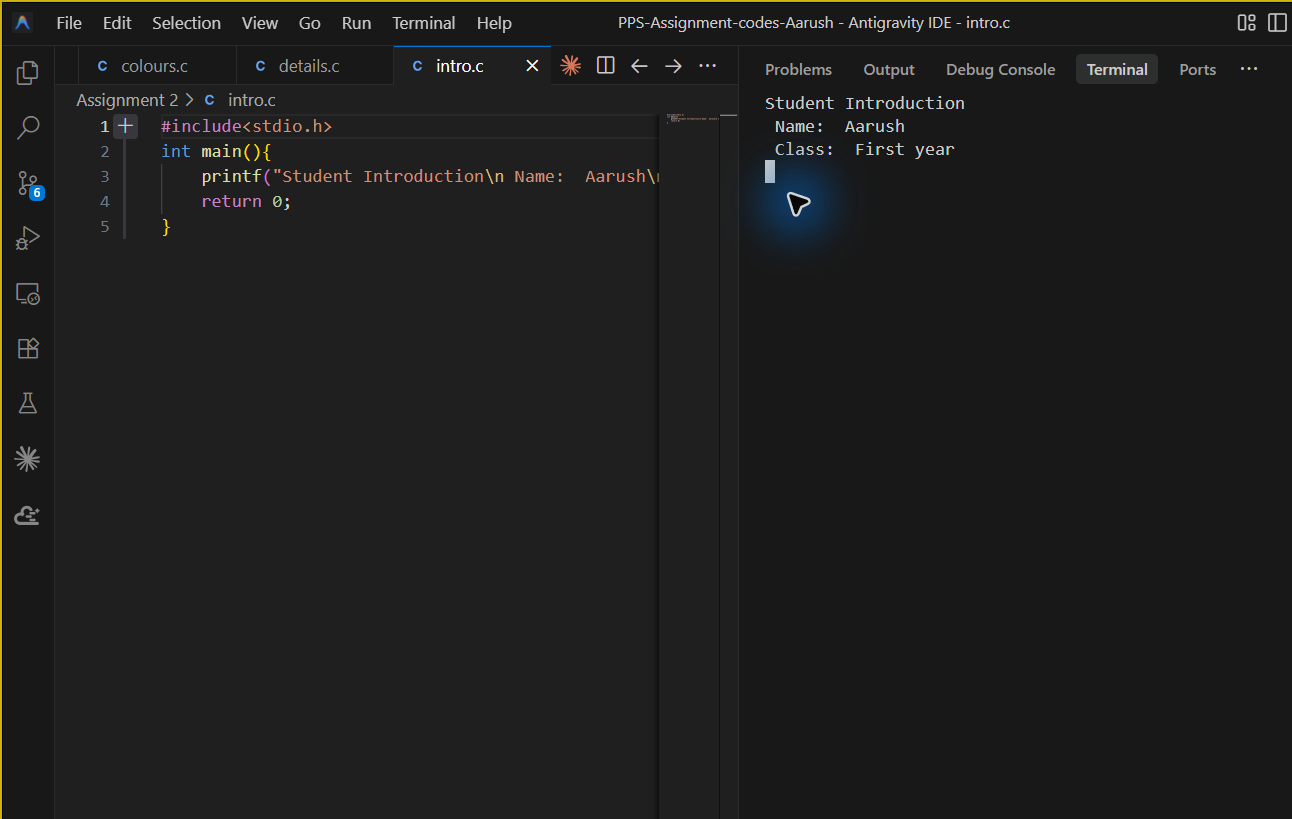 File Edit Selection View Go Run Terminal Help PPS-Assignment-codes-Aarush - Antigravity IDE - intro.c
C colours.c C details.c C intro.c
Assignment 2 > C intro.c
1 #include<stdio.h>
2 int main(){
3 printf("Student Introduction\n Name:  Aarush\n
4 return 0;
5 }
6
Problems Output Debug Console Terminal Ports
Student Introduction
Name:  Aarush
Class:  First year